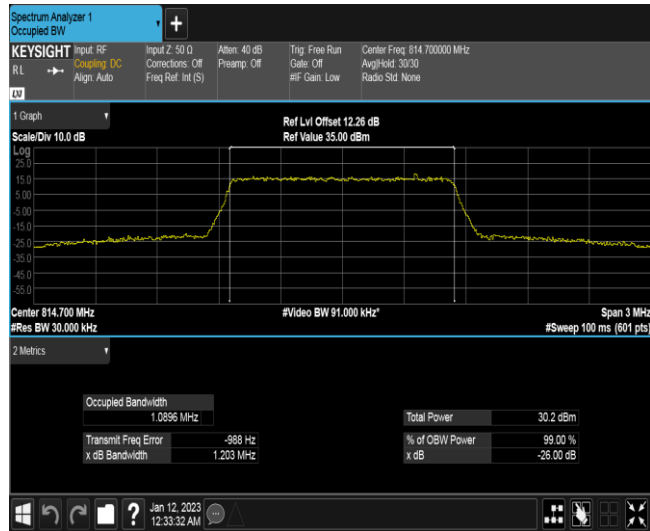 Spectrum Analyzer 1
Occupied BW
+
KEYSIGHT
RL
LXI
Input: RF
Coupling: DC
Align: Auto
Input Z: 50 Ω
Corrections: Off
Freq Ref: Int (S)
Atten: 40 dB
Preamp: Off
Trig: Free Run
Gate: Off
#IF Gain: Low
Center Freq: 814.700000 MHz
Avg|Hold: 30/30
Radio Std: None
1 Graph
Scale/Div 10.0 dB
Ref Lvl Offset 12.26 dB
Ref Value 35.00 dBm
Log
25.0
15.0
5.00
-5.00
-15.0
-25.0
-35.0
-45.0
-55.0
Center 814.700 MHz
#Video BW 91.000 kHz*
Span 3 MHz
#Res BW 30.000 kHz
#Sweep 100 ms (601 pts)
2 Metrics
Occupied Bandwidth
1.0896 MHz
Total Power 30.2 dBm
Transmit Freq Error -988 Hz
% of OBW Power 99.00 %
x dB Bandwidth 1.203 MHz
x dB -26.00 dB
?
Jan 12, 2023
12:33:32 AM